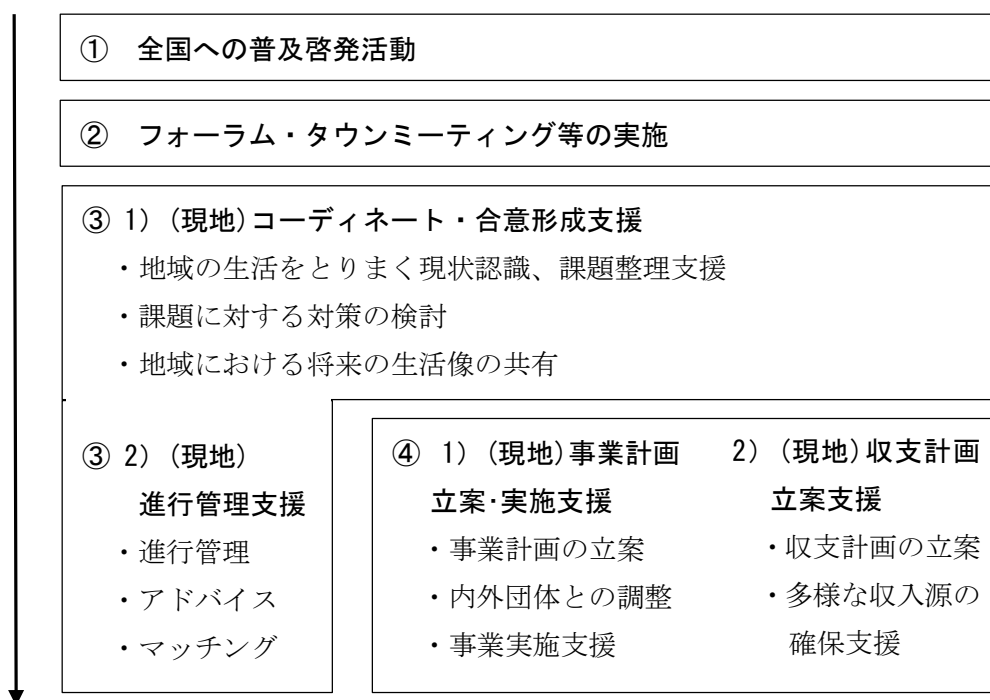 ① 全国への普及啓発活動
② フォーラム・タウンミーティング等の実施
③ 1) (現地)コーディネート・合意形成支援
・地域の生活をとりまく現状認識、課題整理支援
・課題に対する対策の検討
・地域における将来の生活像の共有
③ 2) (現地)
進行管理支援
・進行管理
・アドバイス
・マッチング
④ 1) (現地)事業計画
立案・実施支援
・事業計画の立案
・内外団体との調整
・事業実施支援
2) (現地)収支計画
立案支援
・収支計画の立案
・多様な収入源の
確保支援